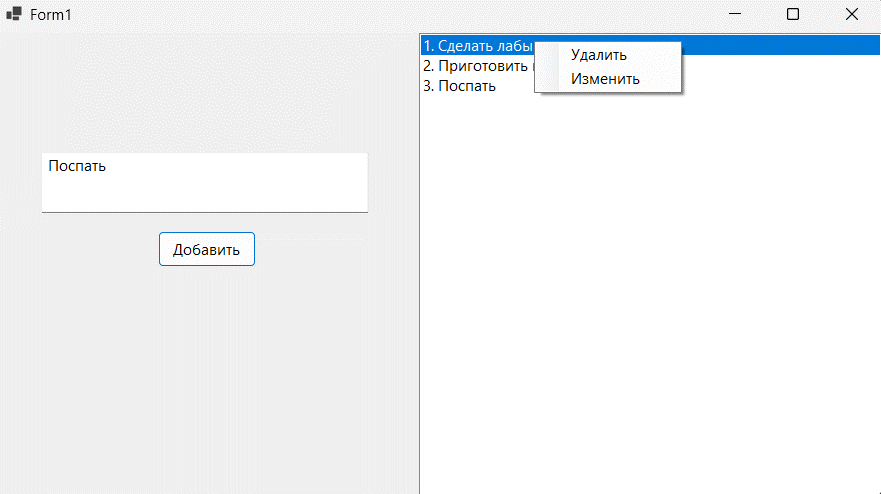 Form1
Поспать
Добавить
1. Сделать лабы
2. Приготовить
3. Поспать
Удалить
Изменить